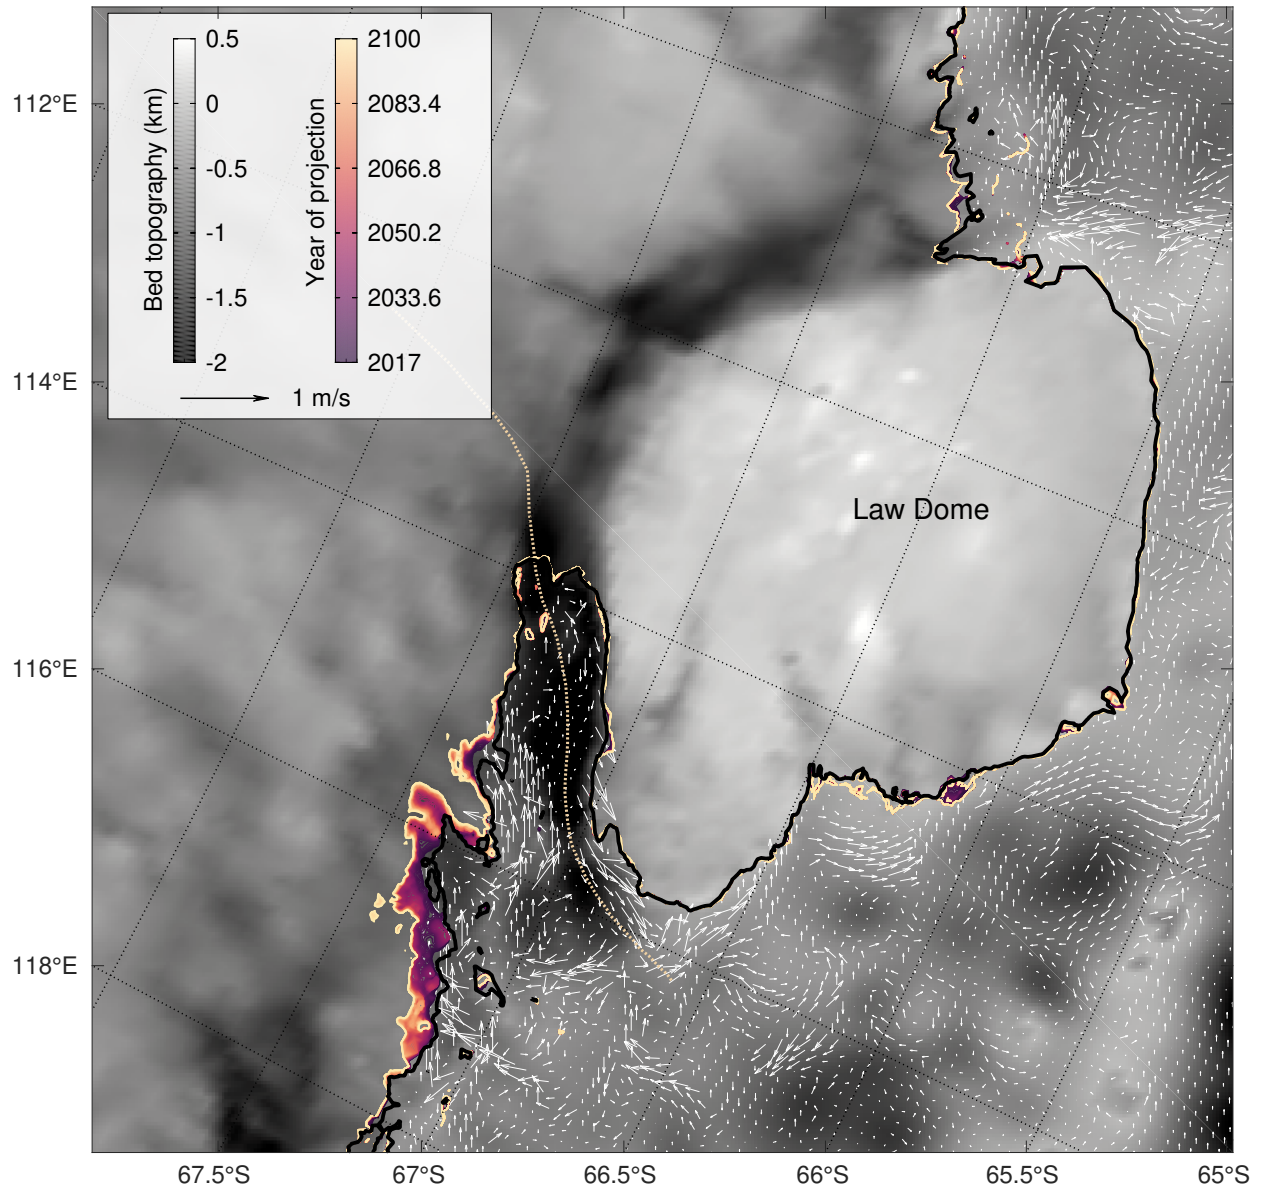 0.5
0
-0.5
-1
-1.5
-2
Bed topography (km)
2100
2083.4
2066.8
2050.2
2033.6
2017
Year of projection
1 m/s
112°E
114°E
116°E
118°E
Law Dome
67.5°S
67°S
66.5°S
66°S
65.5°S
65°S